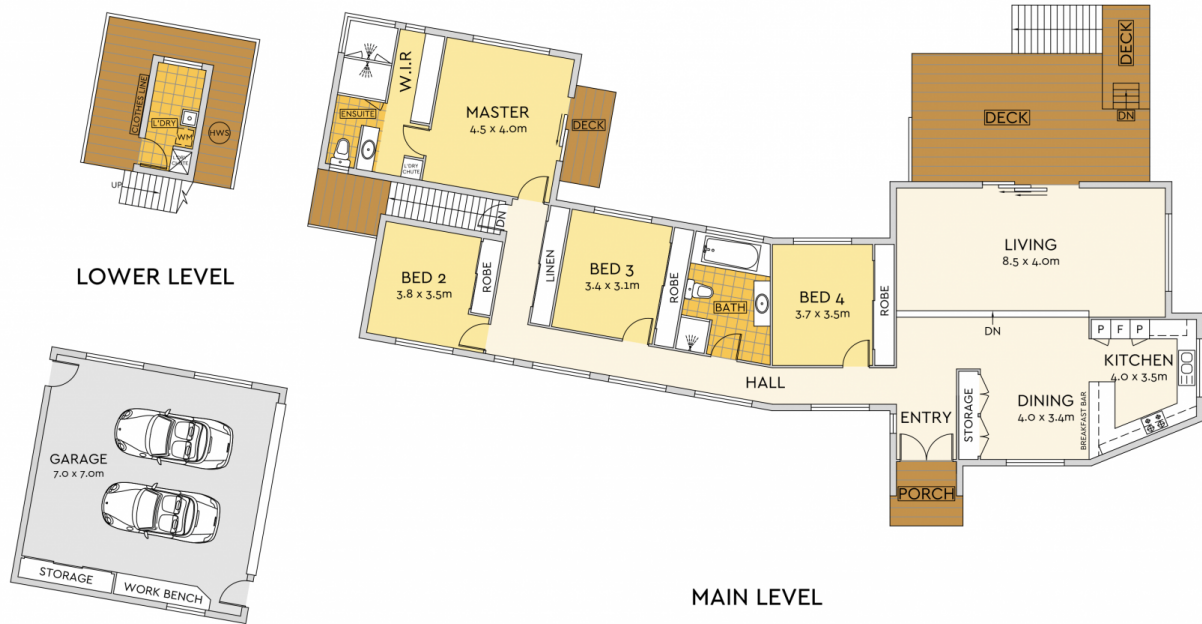 CLOTHES LINE
L'DRY
WM
HWS
L'DRY
CHUTE
UP
LOWER LEVEL
GARAGE
7.0 x 7.0m
STORAGE
WORK BENCH
W.I.R
ENSUITE
MASTER
4.5 x 4.0m
L'DRY
CHUTE
DECK
DN
BED 2
3.8 x 3.5m
ROBE
LINEN
BED 3
3.4 x 3.1m
ROBE
BATH
BED 4
3.7 x 3.5m
ROBE
HALL
DECK
DECK
DN
LIVING
8.5 x 4.0m
DN
P F P
KITCHEN
4.0 x 3.5m
DINING
4.0 x 3.4m
BREAKFAST BAR
STORAGE
ENTRY
PORCH
MAIN LEVEL